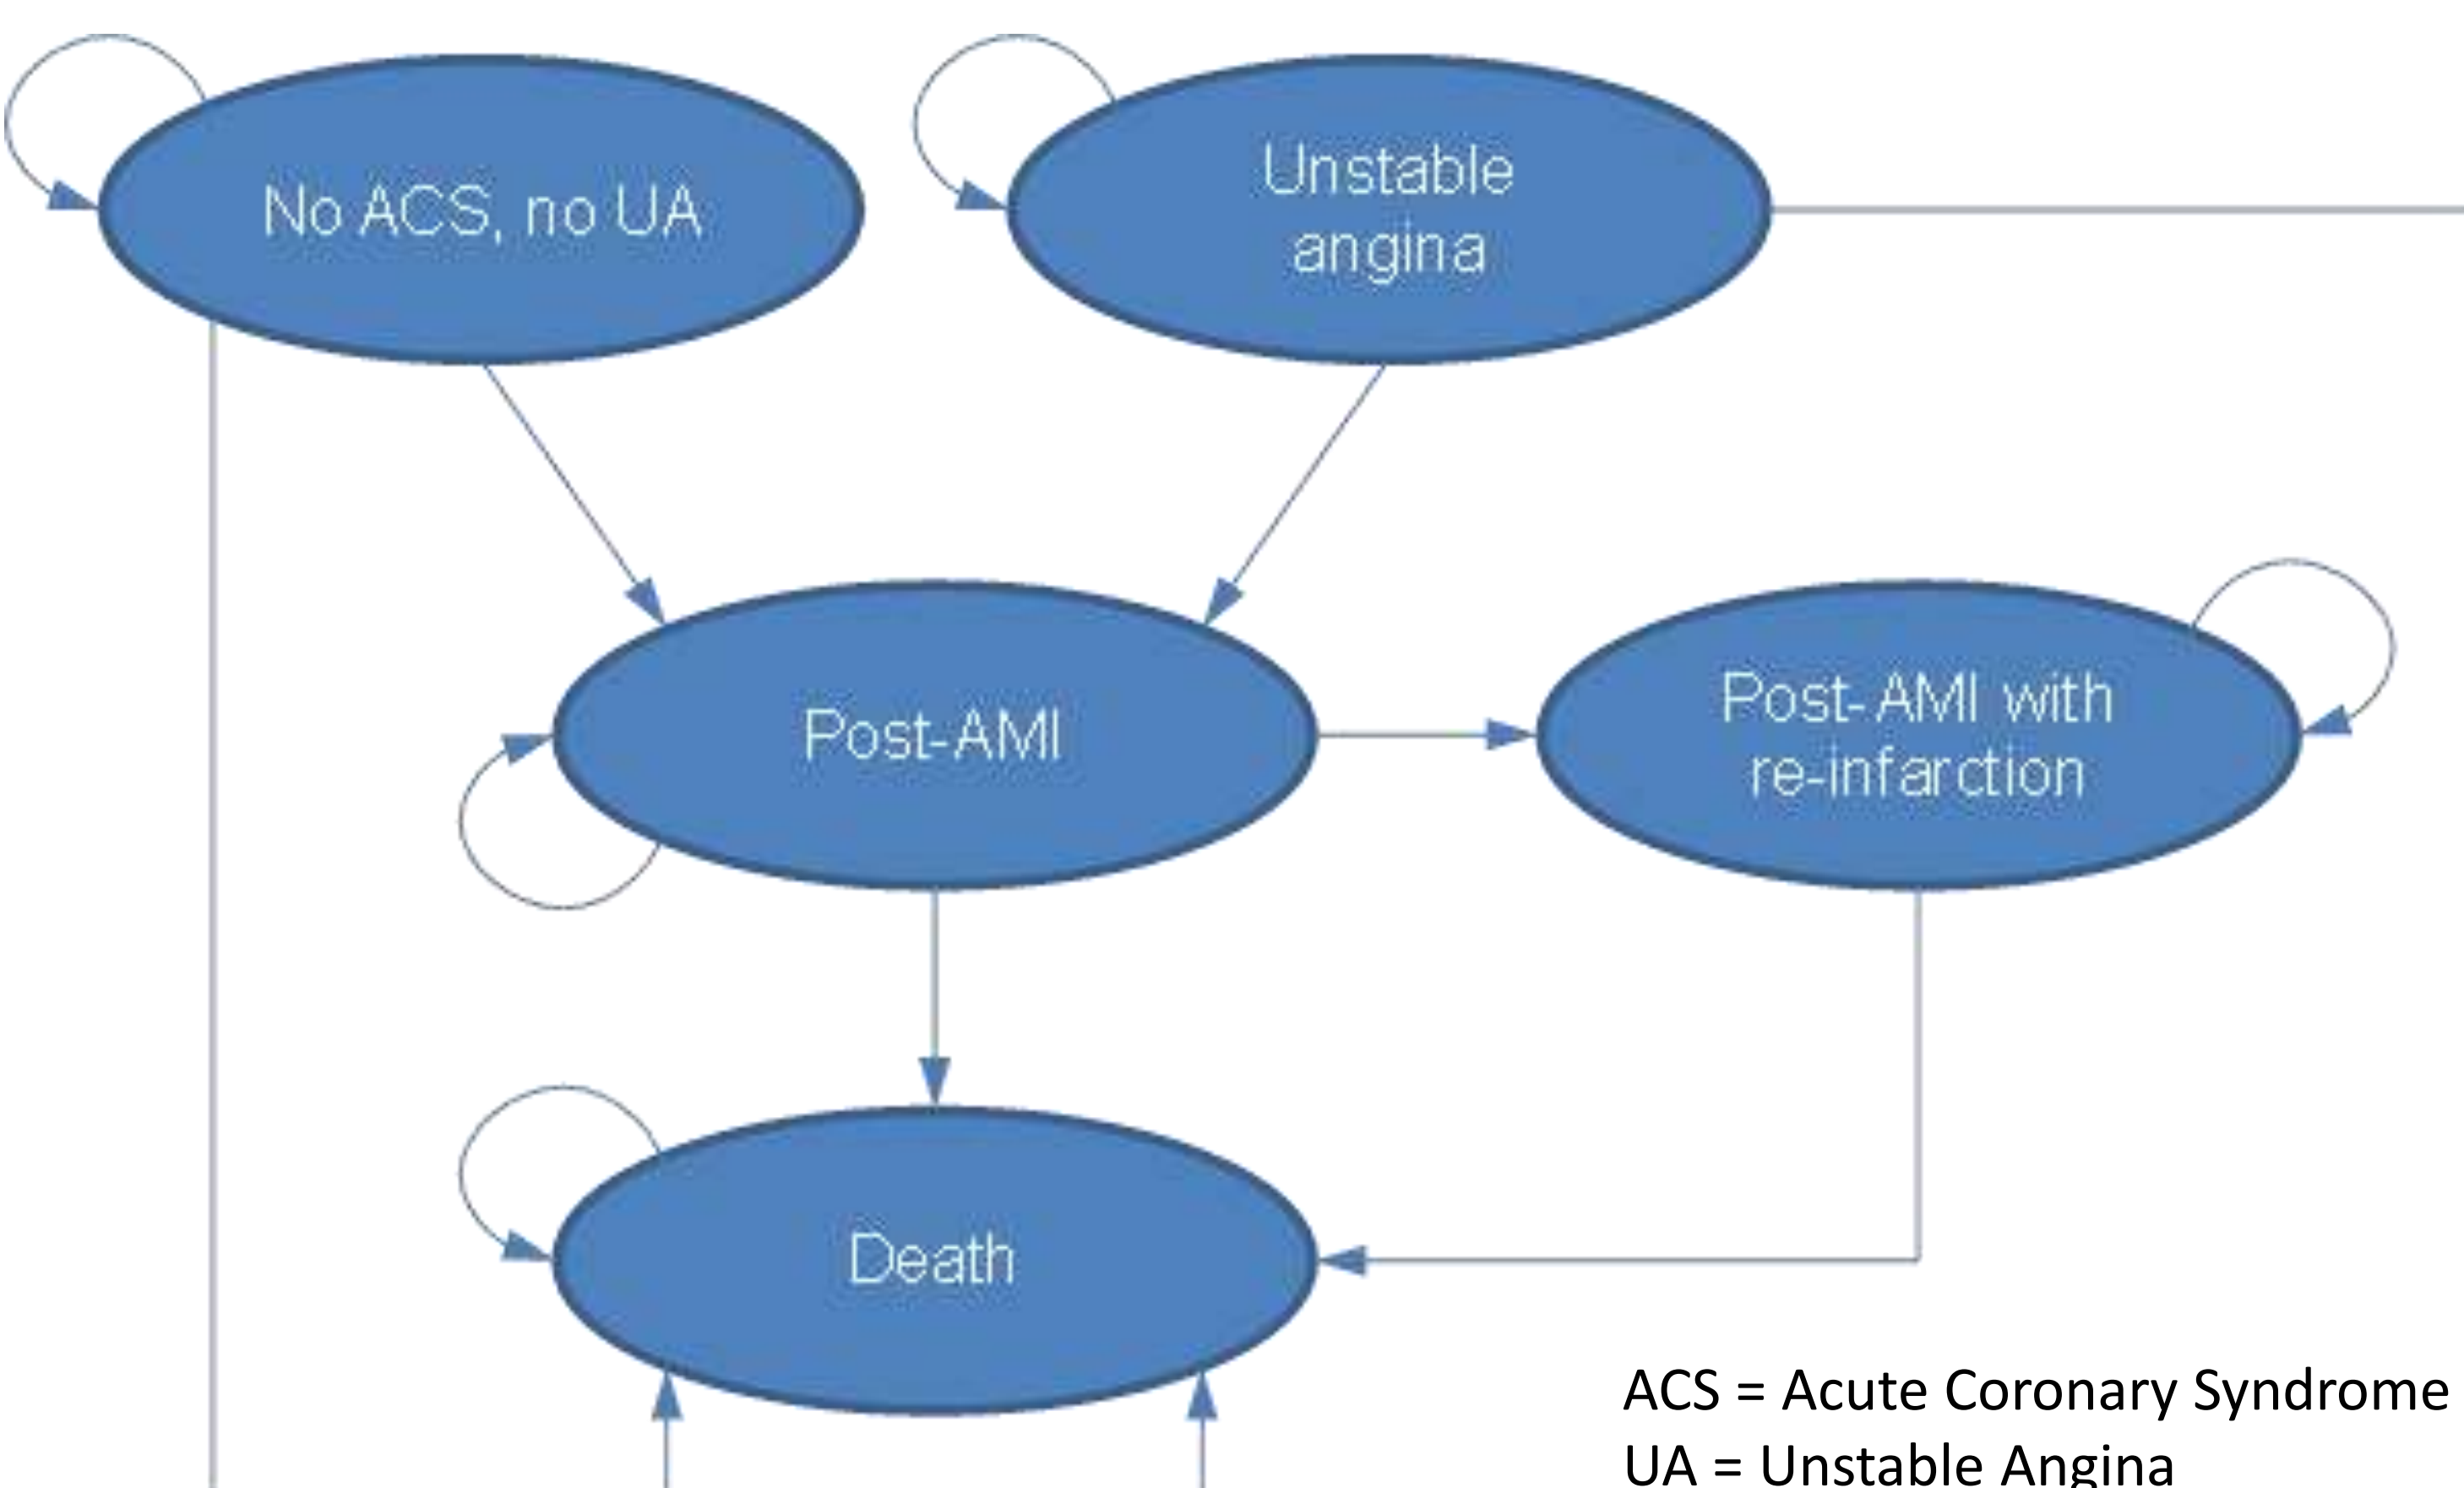 No ACS, no UA
Unstable
angina
Post-AMI
Post-AMI with
re-infarction
Death
ACS = Acute Coronary Syndrome
UA = Unstable Angina